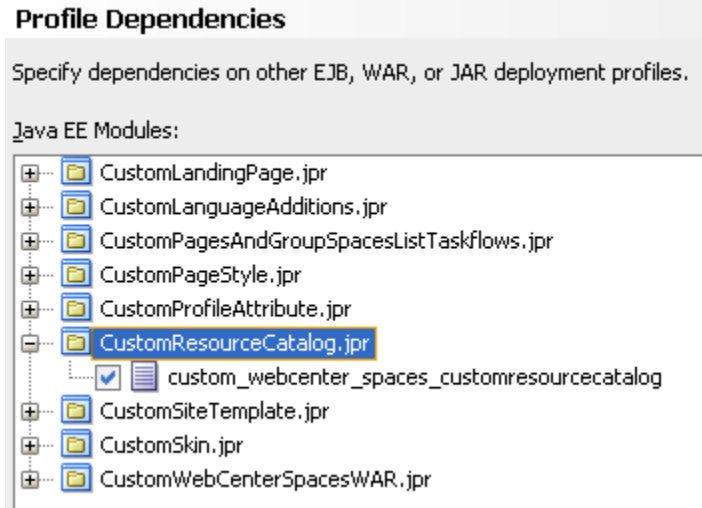 Profile Dependencies
Specify dependencies on other EJB, WAR, or JAR deployment profiles.
Java EE Modules:
CustomLandingPage.jpr
CustomLanguageAdditions.jpr
CustomPagesAndGroupSpacesListTaskflows.jpr
CustomPageStyle.jpr
CustomProfileAttribute.jpr
CustomResourceCatalog.jpr
custom_webcenter_spaces_customresourcecatalog
CustomSiteTemplate.jpr
CustomSkin.jpr
CustomWebCenterSpacesWAR.jpr